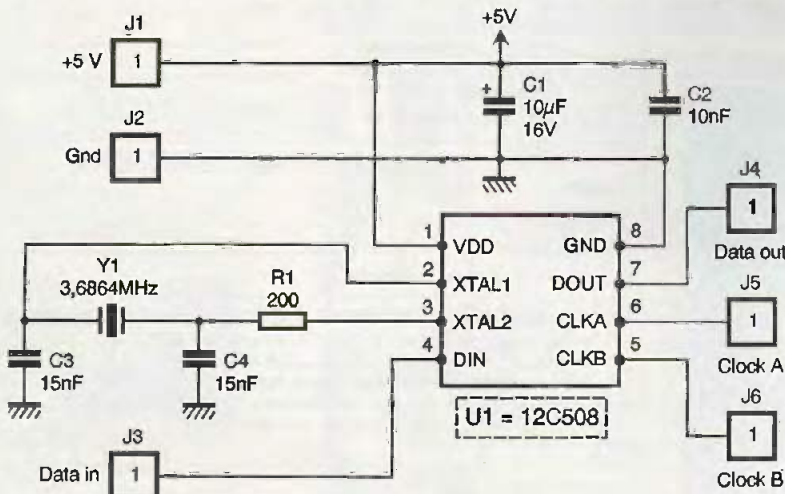 J1
+5 V
1
J2
Gnd
1
+5V
+
C1
10µF
16V
C2
10nF
J4
1
Data out
1
VDD
8
GND
2
XTAL1
7
DOUT
3
XTAL2
6
CLKA
4
DIN
5
CLKB
Y1
3,6864MHz
R1
200
C3
15nF
C4
15nF
J5
1
Clock A
U1 = 12C508
J6
1
Clock B
J3
Data in
1